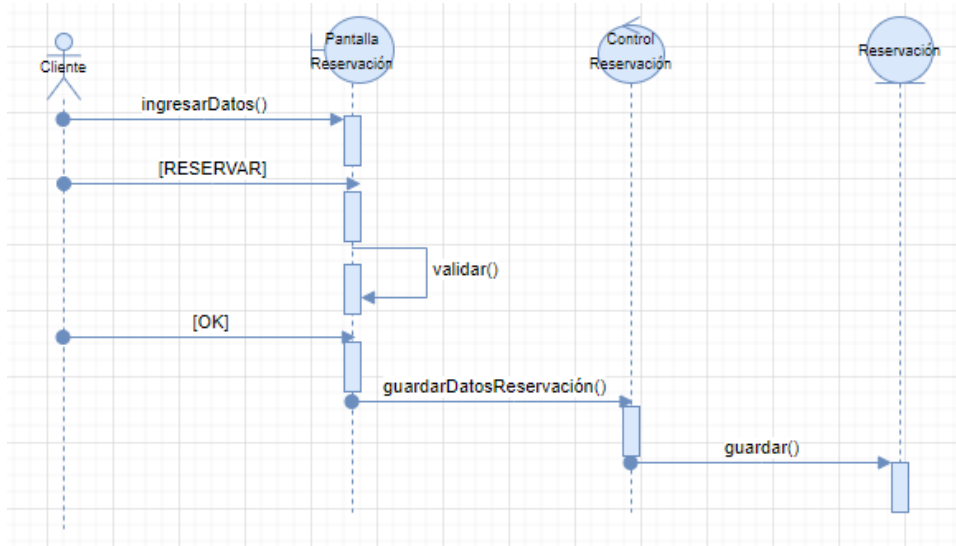 Cliente
Pantalla
Reservación
Control
Reservación
Reservación
ingresarDatos()
[RESERVAR]
validar()
[OK]
guardarDatosReservación()
guardar()